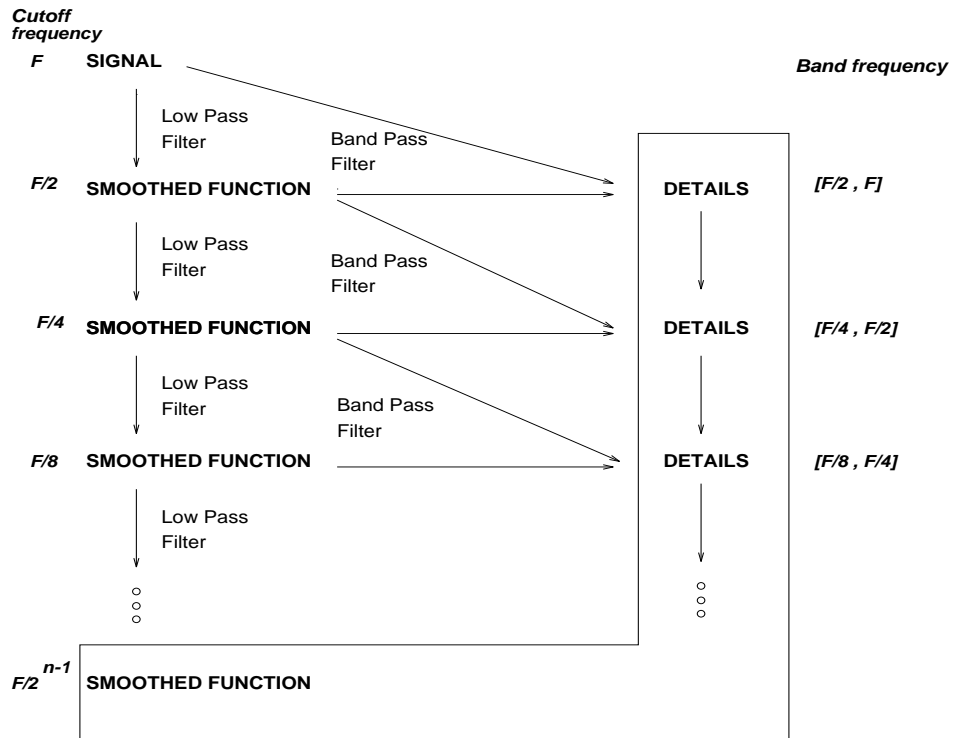 Cutoff
frequency
F SIGNAL
Band frequency
Low Pass
Filter
Band Pass
Filter
F/2 SMOOTHED FUNCTION DETAILS [F/2 , F]
Low Pass
Filter
Band Pass
Filter
F/4 SMOOTHED FUNCTION DETAILS [F/4 , F/2]
Low Pass
Filter
Band Pass
Filter
F/8 SMOOTHED FUNCTION DETAILS [F/8 , F/4]
Low Pass
Filter
F/2 n-1 SMOOTHED FUNCTION